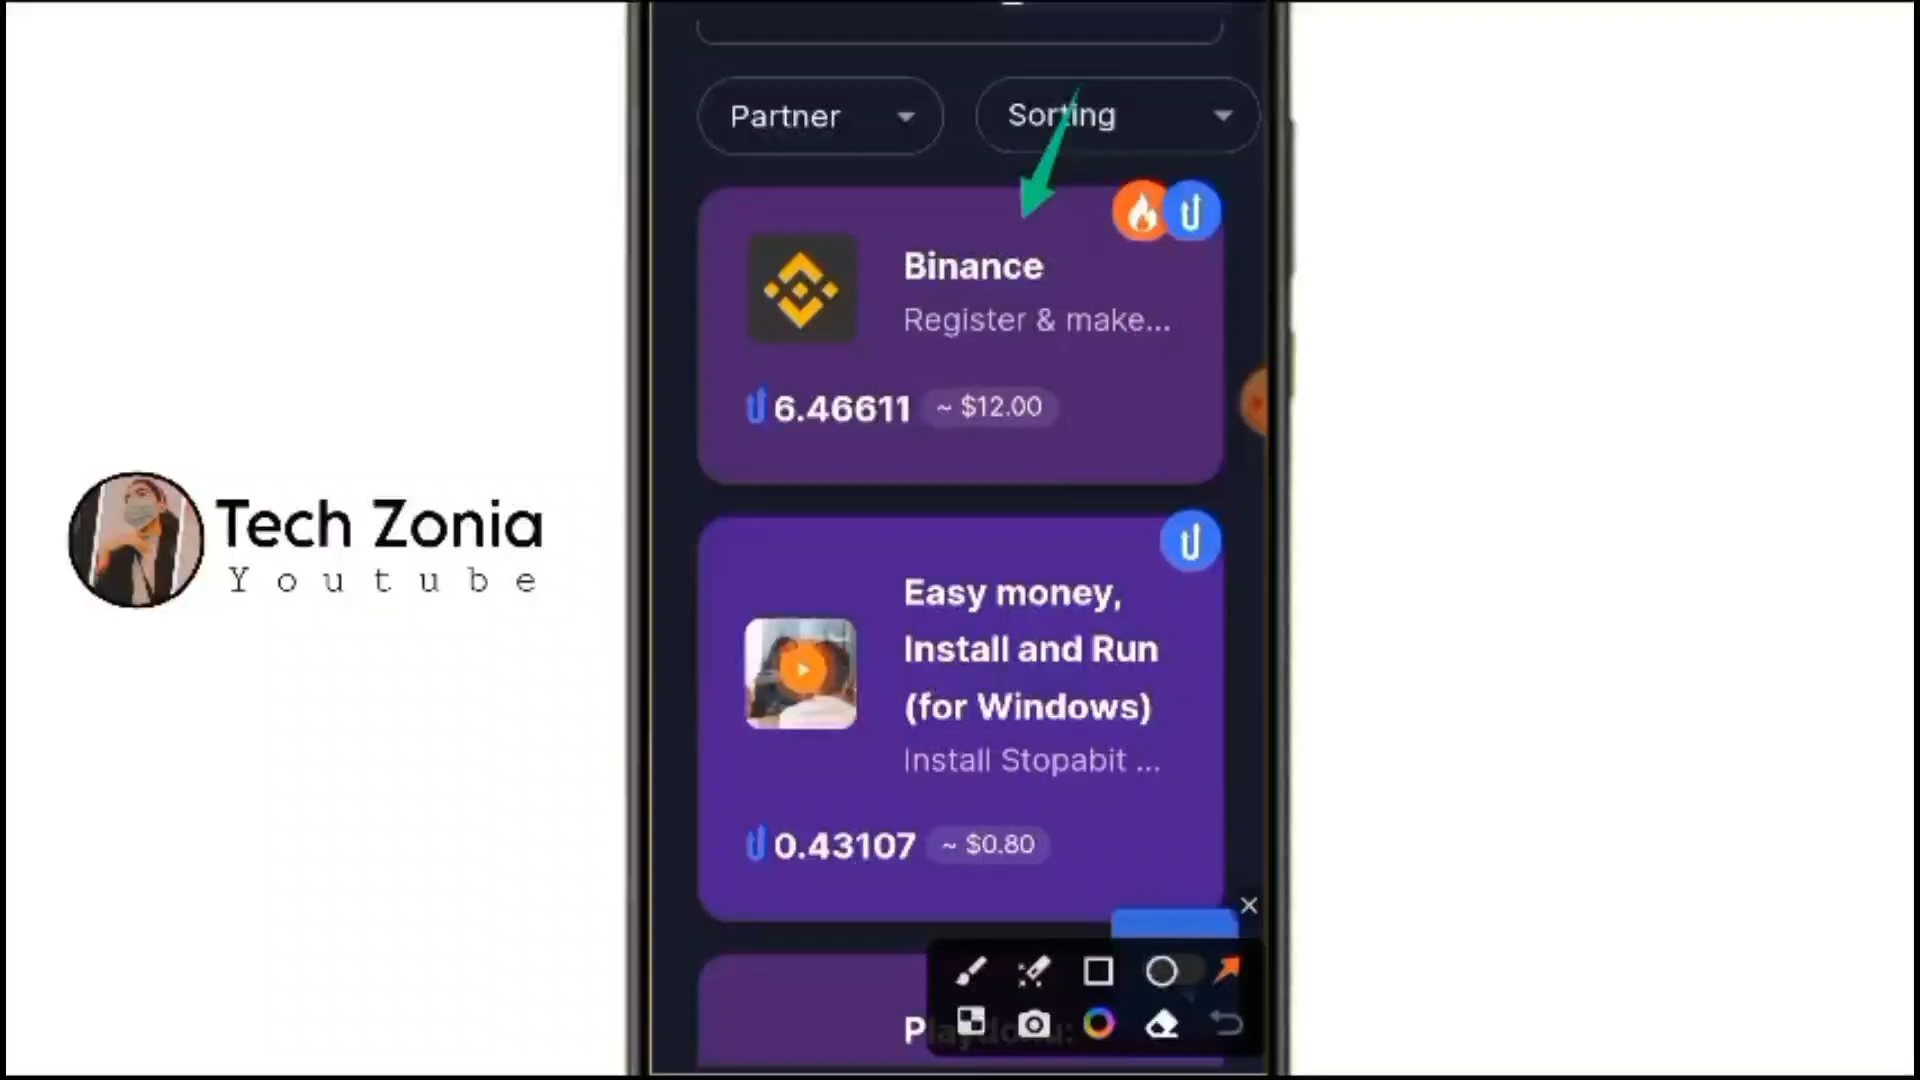 Partner
Sorting
Binance
Register & make...
6.46611
~ $12.00
Tech Zonia
Youtube
Easy money,
Install and Run
(for Windows)
Install Stopabit ...
0.43107
~ $0.80